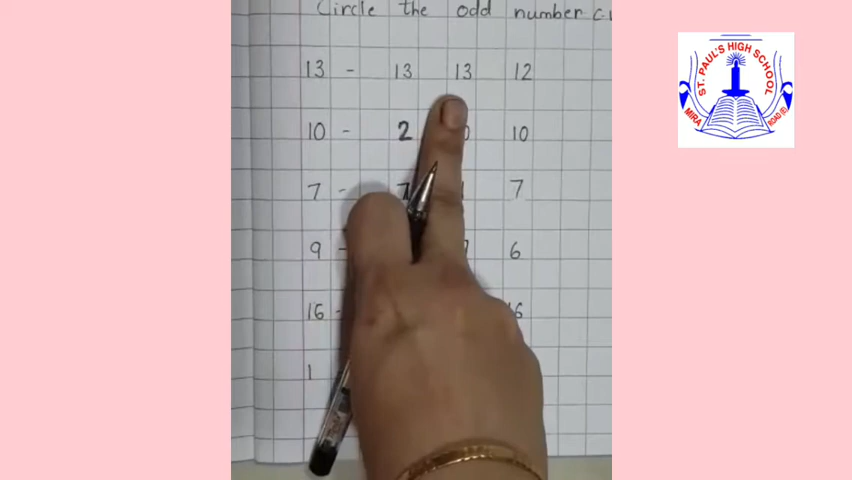 Circle the odd number
13 - 13 13 12
10 - 2 10
7 - 7
9 - 6
16 - 16
1
ST. PAUL'S HIGH SCHOOL
MIRA ROAD (E)